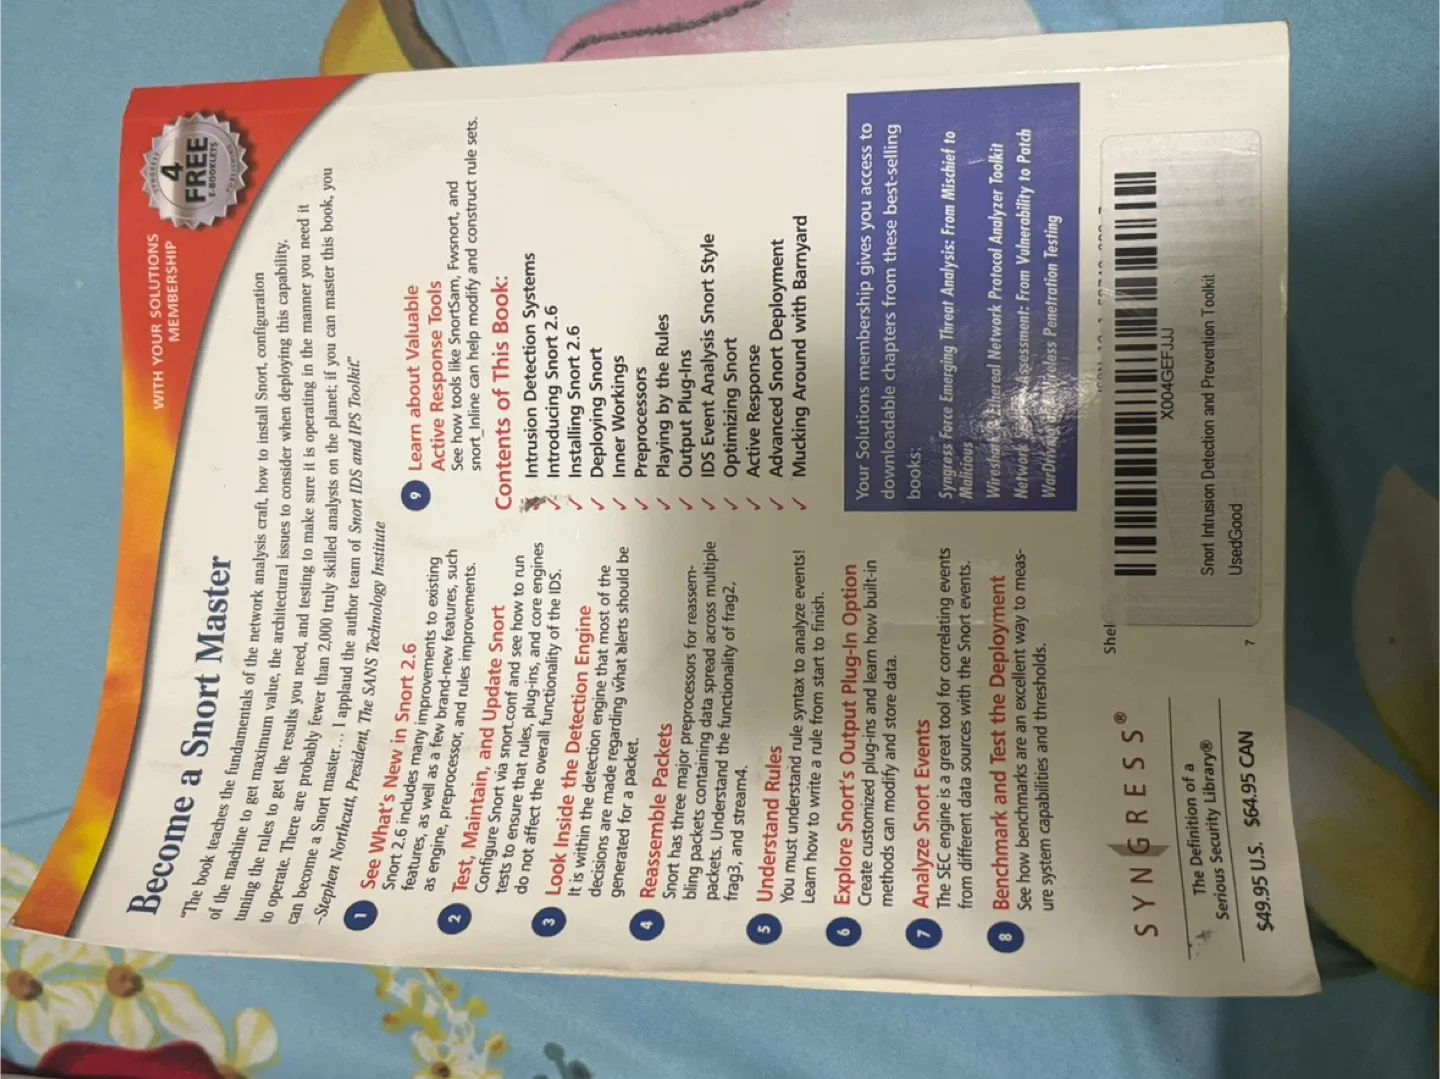 WITH YOUR SOLUTIONS
MEMBERSHIP
4
FREE
E-BOOKLETS
Become a Snort Master
"The book teaches the fundamentals of the network analysis craft, how to install Snort, configuration
of the machine to get maximum value, the architectural issues to consider when deploying this capability,
tuning the rules to get the results you need, and testing to make sure it is operating in the manner you need it
to operate. There are probably fewer than 2,000 truly skilled analysts on the planet; if you can master this book, you
can become a Snort master… I applaud the author team of Snort IDS and IPS Toolkit."
–Stephen Northcutt, President, The SANS Technology Institute
1 See What's New in Snort 2.6
Snort 2.6 includes many improvements to existing
features, as well as a few brand-new features, such
as engine, preprocessor, and rules improvements.
2 Test, Maintain, and Update Snort
Configure Snort via snort.conf and see how to run
tests to ensure that rules, plug-ins, and core engines
do not affect the overall functionality of the IDS.
3 Look Inside the Detection Engine
It is within the detection engine that most of the
decisions are made regarding what alerts should be
generated for a packet.
4 Reassemble Packets
Snort has three major preprocessors for reassem-
bling packets containing data spread across multiple
packets. Understand the functionality of frag2,
frag3, and stream4.
5 Understand Rules
You must understand rule syntax to analyze events!
Learn how to write a rule from start to finish.
6 Explore Snort's Output Plug-In Option
Create customized plug-ins and learn how built-in
methods can modify and store data.
7 Analyze Snort Events
The SEC engine is a great tool for correlating events
from different data sources with the Snort events.
8 Benchmark and Test the Deployment
See how benchmarks are an excellent way to meas-
ure system capabilities and thresholds.
9 Learn about Valuable
Active Response Tools
See how tools like SnortSam, Fwsnort, and
snort_inline can help modify and construct rule sets.
Contents of This Book:
✓ Intrusion Detection Systems
✓ Introducing Snort 2.6
✓ Installing Snort 2.6
✓ Deploying Snort
✓ Inner Workings
✓ Preprocessors
✓ Playing by the Rules
✓ Output Plug-Ins
✓ IDS Event Analysis Snort Style
✓ Optimizing Snort
✓ Active Response
✓ Advanced Snort Deployment
✓ Mucking Around with Barnyard
Your Solutions membership gives you access to
downloadable chapters from these best-selling
books:
Syngress Force Emerging Threat Analysis: From Mischief to
Malicious
Wireshark & Ethereal Network Protocol Analyzer Toolkit
Network Assessment: From Vulnerability to Patch
WarDriving Wireless Penetration Testing
SYNGRESS®
The Definition of a
Serious Security Library®
$49.95 U.S. $64.95 CAN
Shel
X004GEFJJJ
Snort Intrusion Detection and Prevention Toolkit
UsedGood
7